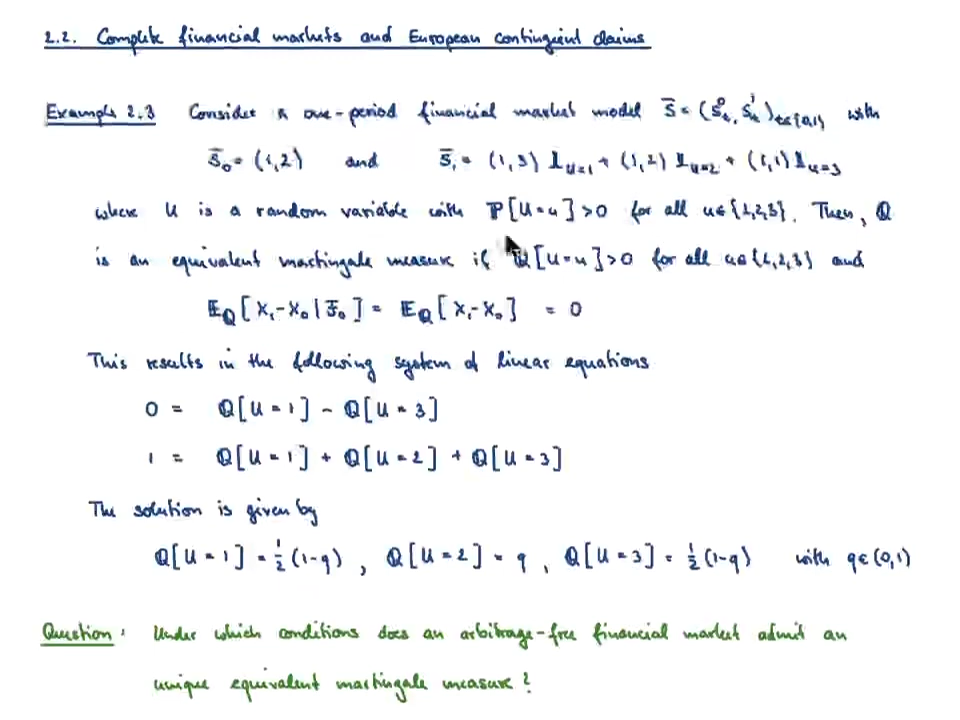 2.2. Complete financial markets and European contingent claims
Example 2.3 Consider a one-period financial market model S̄ = (S⁰ₜ, S¹ₜ)ₜ∈{0,1} with
S̄₀ = (1,2) and S̄₁ = (1,3) 𝟙_{U=1} + (1,2) 𝟙_{U=2} + (1,1) 𝟙_{U=3}
where U is a random variable with ℙ[U=u] > 0 for all u∈{1,2,3}. Then, ℚ
is an equivalent martingale measure if ℚ[U=u] > 0 for all u∈{1,2,3} and
𝔼_ℚ[X₁-X₀|ℱ₀] = 𝔼_ℚ[X₁-X₀] = 0
This results in the following system of linear equations
0 = ℚ[U=1] - ℚ[U=3]
1 = ℚ[U=1] + ℚ[U=2] + ℚ[U=3]
The solution is given by
ℚ[U=1] = ½(1-q), ℚ[U=2] = q, ℚ[U=3] = ½(1-q) with q∈(0,1)
Question: Under which conditions does an arbitrage-free financial market admit an
unique equivalent martingale measure?